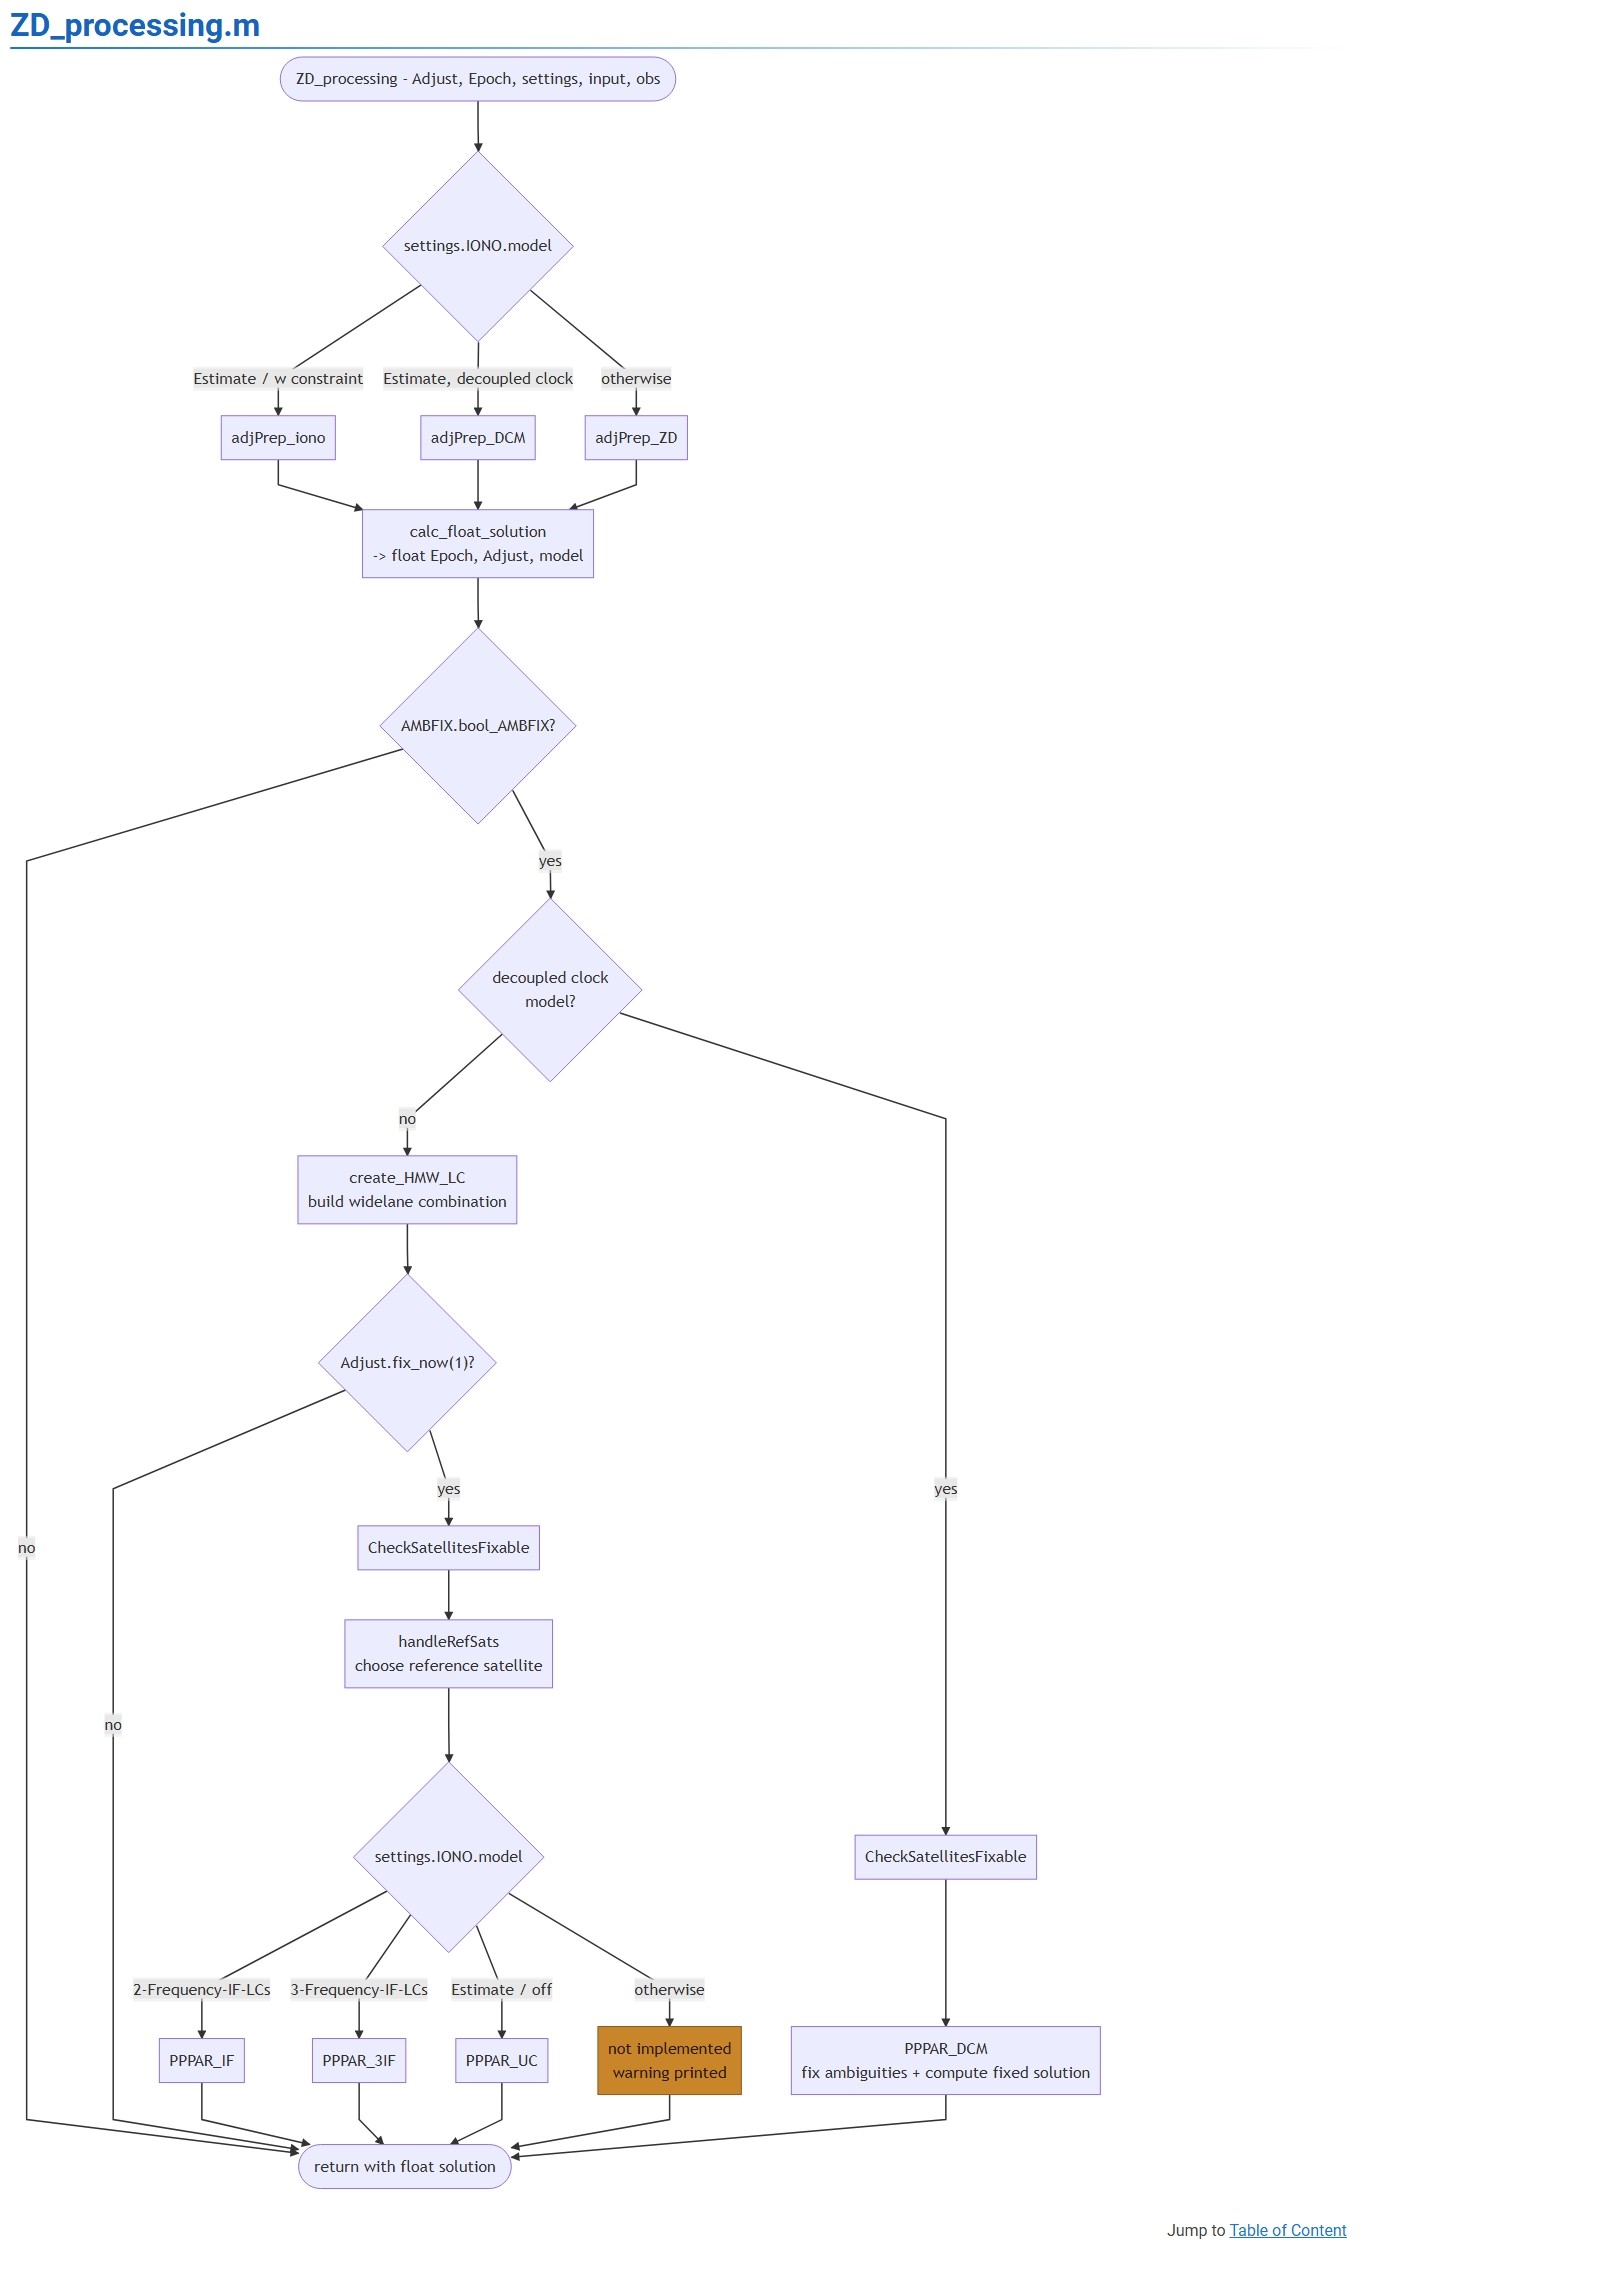 ZD_processing.m
ZD_processing - Adjust, Epoch, settings, input, obs
settings.IONO.model
Estimate / w constraint
Estimate, decoupled clock
otherwise
adjPrep_iono
adjPrep_DCM
adjPrep_ZD
calc_float_solution
-> float Epoch, Adjust, model
AMBFIX.bool_AMBFIX?
yes
decoupled clock
model?
no
create_HMW_LC
build widelane combination
Adjust.fix_now(1)?
yes
yes
no
CheckSatellitesFixable
handleRefSats
choose reference satellite
no
settings.IONO.model
CheckSatellitesFixable
2-Frequency-IF-LCs
3-Frequency-IF-LCs
Estimate / off
otherwise
PPPAR_IF
PPPAR_3IF
PPPAR_UC
not implemented
warning printed
PPPAR_DCM
fix ambiguities + compute fixed solution
return with float solution
Jump to Table of Content